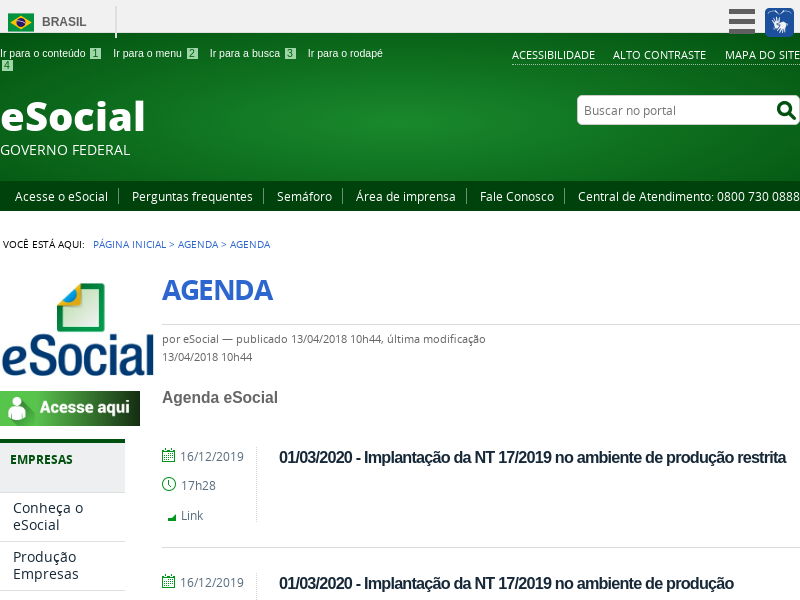 BRASIL
Ir para o conteúdo 1 Ir para o menu 2 Ir para a busca 3 Ir para o rodapé
4
ACESSIBILIDADE ALTO CONTRASTE MAPA DO SITE
eSocial
GOVERNO FEDERAL
Buscar no portal
Acesse o eSocial Perguntas frequentes Semáforo Área de imprensa Fale Conosco Central de Atendimento: 0800 730 0888
VOCÊ ESTÁ AQUI: PÁGINA INICIAL > AGENDA > AGENDA
eSocial
Acesse aqui
EMPRESAS
Conheça o
eSocial
Produção
Empresas
AGENDA
por eSocial — publicado 13/04/2018 10h44, última modificação
13/04/2018 10h44
Agenda eSocial
16/12/2019
17h28
Link
01/03/2020 - Implantação da NT 17/2019 no ambiente de produção restrita
16/12/2019
01/03/2020 - Implantação da NT 17/2019 no ambiente de produção